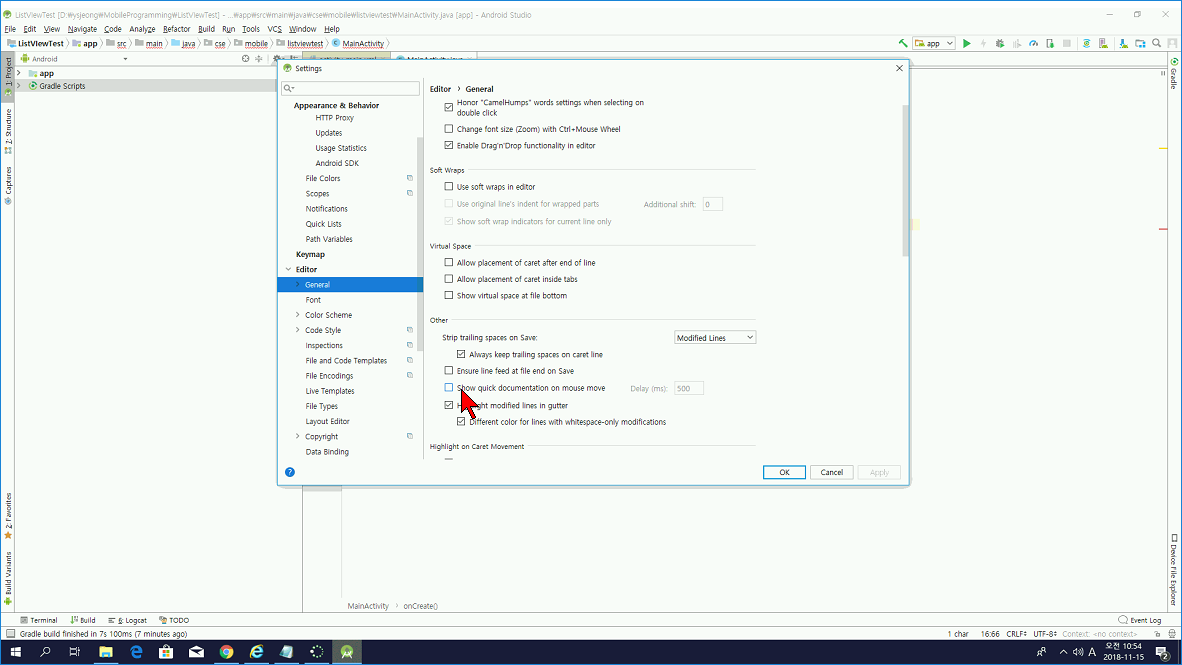 ListViewTest [D:\ysjeong\MobileProgramming\ListViewTest] - ...\app\src\main\java\cse\mobile\listviewtest\MainActivity.java [app] - Android Studio
File Edit View Navigate Code Analyze Refactor Build Run Tools VCS Window Help
ListViewTest app src main java cse mobile listviewtest MainActivity
app
Android
app
Gradle Scripts
1: Project
Z: Structure
Captures
2: Favorites
Build Variants
Gradle
Device File Explorer
Settings
Appearance & Behavior
HTTP Proxy
Updates
Usage Statistics
Android SDK
File Colors
Scopes
Notifications
Quick Lists
Path Variables
Keymap
Editor
General
Font
Color Scheme
Code Style
Inspections
File and Code Templates
File Encodings
Live Templates
File Types
Layout Editor
Copyright
Data Binding
Editor › General
Honor "CamelHumps" words settings when selecting on
double click
Change font size (Zoom) with Ctrl+Mouse Wheel
Enable Drag'n'Drop functionality in editor
Soft Wraps
Use soft wraps in editor
Use original line's indent for wrapped parts Additional shift: 0
Show soft wrap indicators for current line only
Virtual Space
Allow placement of caret after end of line
Allow placement of caret inside tabs
Show virtual space at file bottom
Other
Strip trailing spaces on Save: Modified Lines
Always keep trailing spaces on caret line
Ensure line feed at file end on Save
Show quick documentation on mouse move Delay (ms): 500
modified lines in gutter
Different color for lines with whitespace-only modifications
Highlight on Caret Movement
? OK Cancel Apply
MainActivity › onCreate()
Terminal Build 6: Logcat TODO Event Log
Gradle build finished in 7s 100ms (7 minutes ago) 1 char 16:66 CRLF÷ UTF-8÷ Context: <no context>
A 오전 10:54
2018-11-15 2